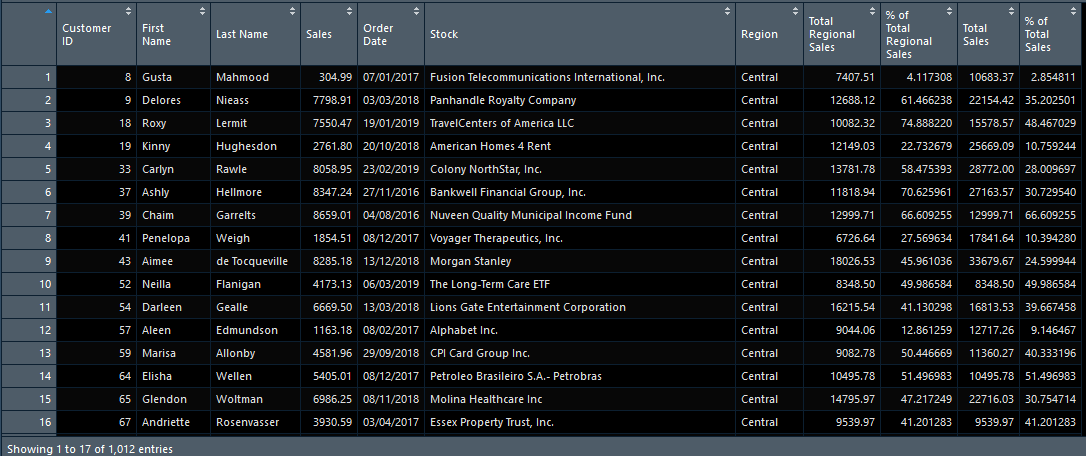 Customer ID First Name Last Name Sales Order Date Stock Region Total Regional Sales % of Total Regional Sales Total Sales % of Total Sales
1 8 Gusta Mahmood 304.99 07/01/2017 Fusion Telecommunications International, Inc. Central 7407.51 4.117308 10683.37 2.854811
2 9 Delores Nieass 7798.91 03/03/2018 Panhandle Royalty Company Central 12688.12 61.466238 22154.42 35.202501
3 18 Roxy Lermit 7550.47 19/01/2019 TravelCenters of America LLC Central 10082.32 74.888220 15578.57 48.467029
4 19 Kinny Hughesdon 2761.80 20/10/2018 American Homes 4 Rent Central 12149.03 22.732679 25669.09 10.759244
5 33 Carlyn Rawle 8058.95 23/02/2019 Colony NorthStar, Inc. Central 13781.78 58.475393 28772.00 28.009697
6 37 Ashly Hellmore 8347.24 27/11/2016 Bankwell Financial Group, Inc. Central 11818.94 70.625961 27163.57 30.729540
7 39 Chaim Garrelts 8659.01 04/08/2016 Nuveen Quality Municipal Income Fund Central 12999.71 66.609255 12999.71 66.609255
8 41 Penelopa Weigh 1854.51 08/12/2017 Voyager Therapeutics, Inc. Central 6726.64 27.569634 17841.64 10.394280
9 43 Aimee de Tocqueville 8285.18 13/12/2018 Morgan Stanley Central 18026.53 45.961036 33679.67 24.599944
10 52 Neilla Flanigan 4173.13 06/03/2019 The Long-Term Care ETF Central 8348.50 49.986584 8348.50 49.986584
11 54 Darleen Gealle 6669.50 13/03/2018 Lions Gate Entertainment Corporation Central 16215.54 41.130298 16813.53 39.667458
12 57 Aleen Edmundson 1163.18 08/02/2017 Alphabet Inc. Central 9044.06 12.861259 12717.26 9.146467
13 59 Marisa Allonby 4581.96 29/09/2018 CPI Card Group Inc. Central 9082.78 50.446669 11360.27 40.333196
14 64 Elisha Wellen 5405.01 08/12/2017 Petroleo Brasileiro S.A.- Petrobras Central 10495.78 51.496983 10495.78 51.496983
15 65 Glendon Woltman 6986.25 08/11/2018 Molina Healthcare Inc Central 14795.97 47.217249 22716.03 30.754714
16 67 Andriette Rosenvasser 3930.59 03/04/2017 Essex Property Trust, Inc. Central 9539.97 41.201283 9539.97 41.201283
Showing 1 to 17 of 1,012 entries